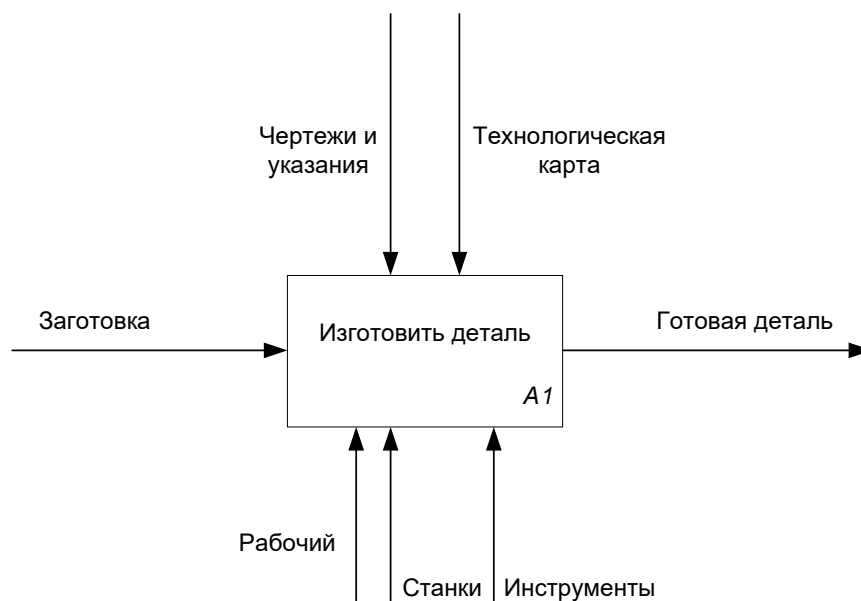 Чертежи и
указания
Технологическая
карта
Заготовка
Изготовить деталь
Готовая деталь
A1
Рабочий
Станки
Инструменты